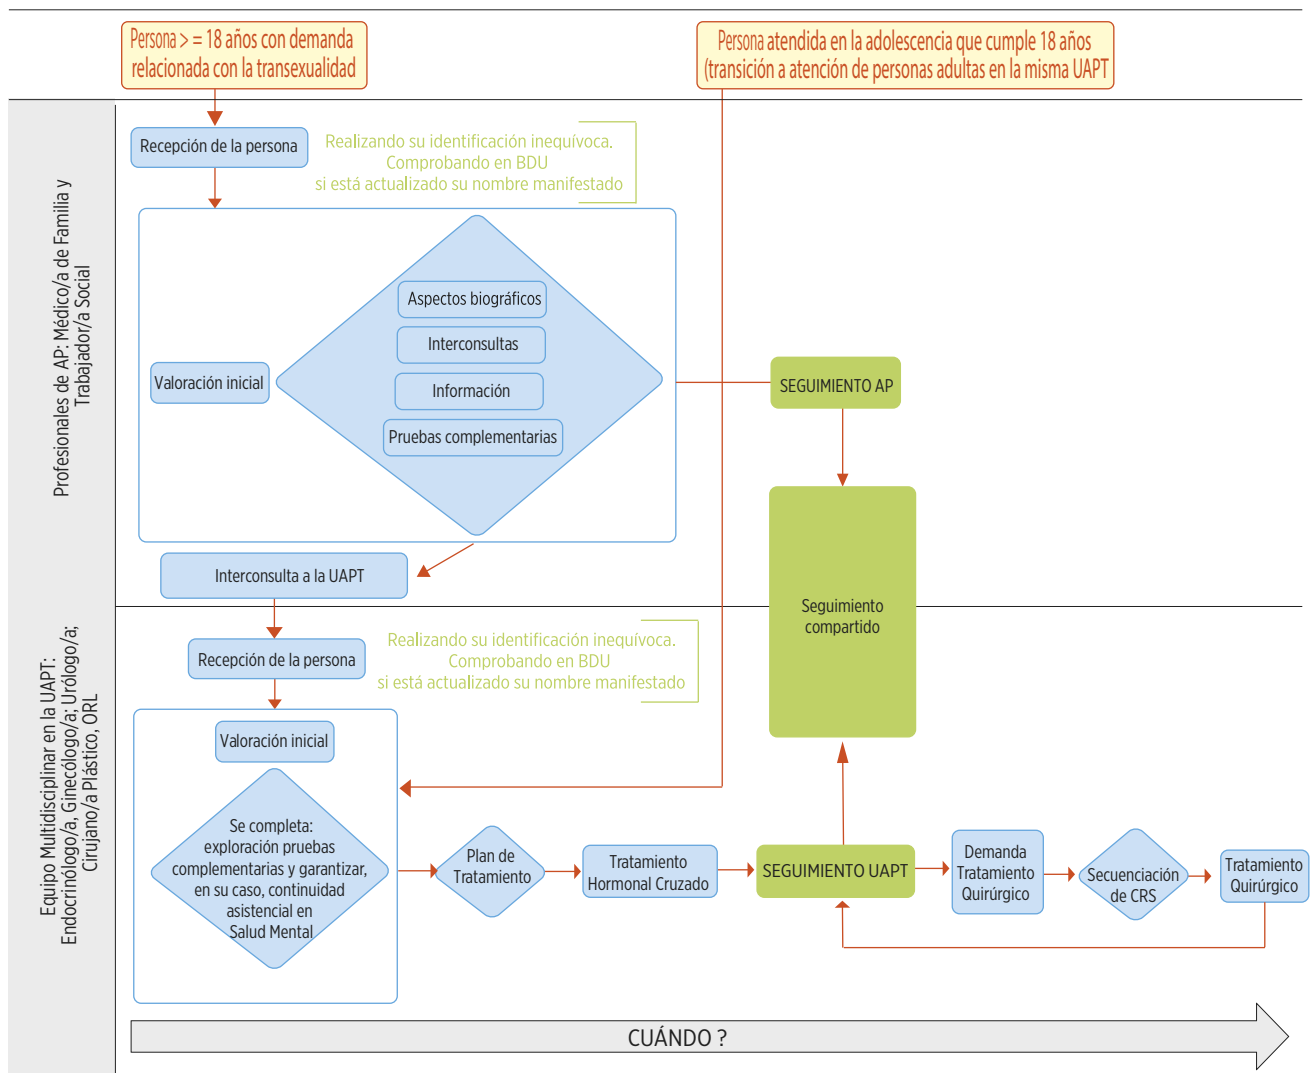 Persona > = 18 años con demanda
relacionada con la transexualidad
Persona atendida en la adolescencia que cumple 18 años
(transición a atención de personas adultas en la misma UAPT
Profesionales de AP: Médico/a de Familia y
Trabajador/a Social
Recepción de la persona
Realizando su identificación inequívoca.
Comprobando en BDU
si está actualizado su nombre manifestado
Valoración inicial
Aspectos biográficos
Interconsultas
Información
Pruebas complementarias
SEGUIMIENTO AP
Interconsulta a la UAPT
Seguimiento
compartido
Equipo Multidisciplinar en la UAPT:
Endocrinólogo/a, Ginecólogo/a; Urólogo/a;
Cirujano/a Plástico, ORL
Recepción de la persona
Realizando su identificación inequívoca.
Comprobando en BDU
si está actualizado su nombre manifestado
Valoración inicial
Se completa:
exploración pruebas
complementarias y garantizar,
en su caso, continuidad
asistencial en
Salud Mental
Plan de
Tratamiento
Tratamiento
Hormonal Cruzado
SEGUIMIENTO UAPT
Demanda
Tratamiento
Quirúrgico
Secuenciación
de CRS
Tratamiento
Quirúrgico
CUÁNDO ?